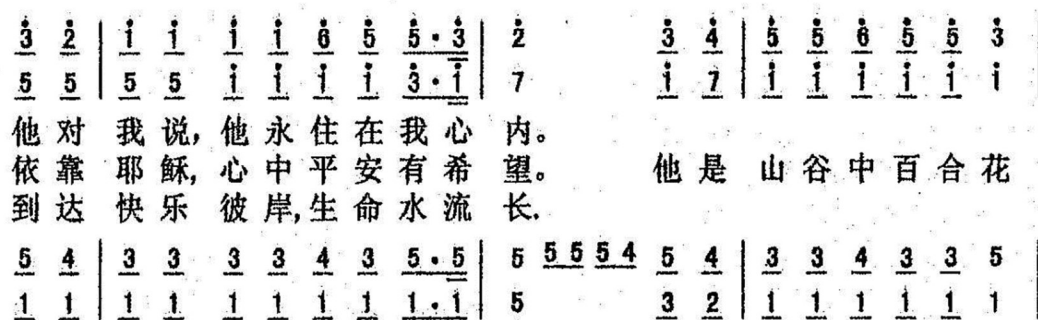 3 2 | 1 1 1 1 6 5 5·3 | 2 3 4 | 5 5 6 5 5 3
5 5 | 5 5 1 1 1 1 3·1 | 7 1 7 | 1 1 1 1 1 1
他对 我说,他永住在我心 内。
依靠 耶稣,心中平安有希 望。 他是 山谷中百合花
到达 快乐 彼岸,生命水流 长.
5 4 | 3 3 3 3 4 3 5·5 | 5 5 5 5 4 5 4 | 3 3 4 3 3 5
1 1 | 1 1 1 1 1 1 1·1 | 5 3 2 | 1 1 1 1 1 1